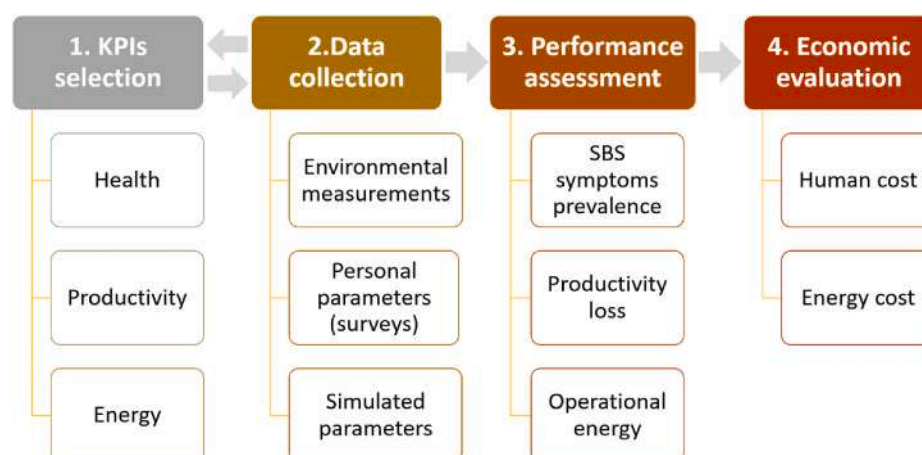 1. KPIs
selection
2.Data
collection
3. Performance
assessment
4. Economic
evaluation
Health
Productivity
Energy
Environmental
measurements
Personal
parameters
(surveys)
Simulated
parameters
SBS
symptoms
prevalence
Productivity
loss
Operational
energy
Human cost
Energy cost